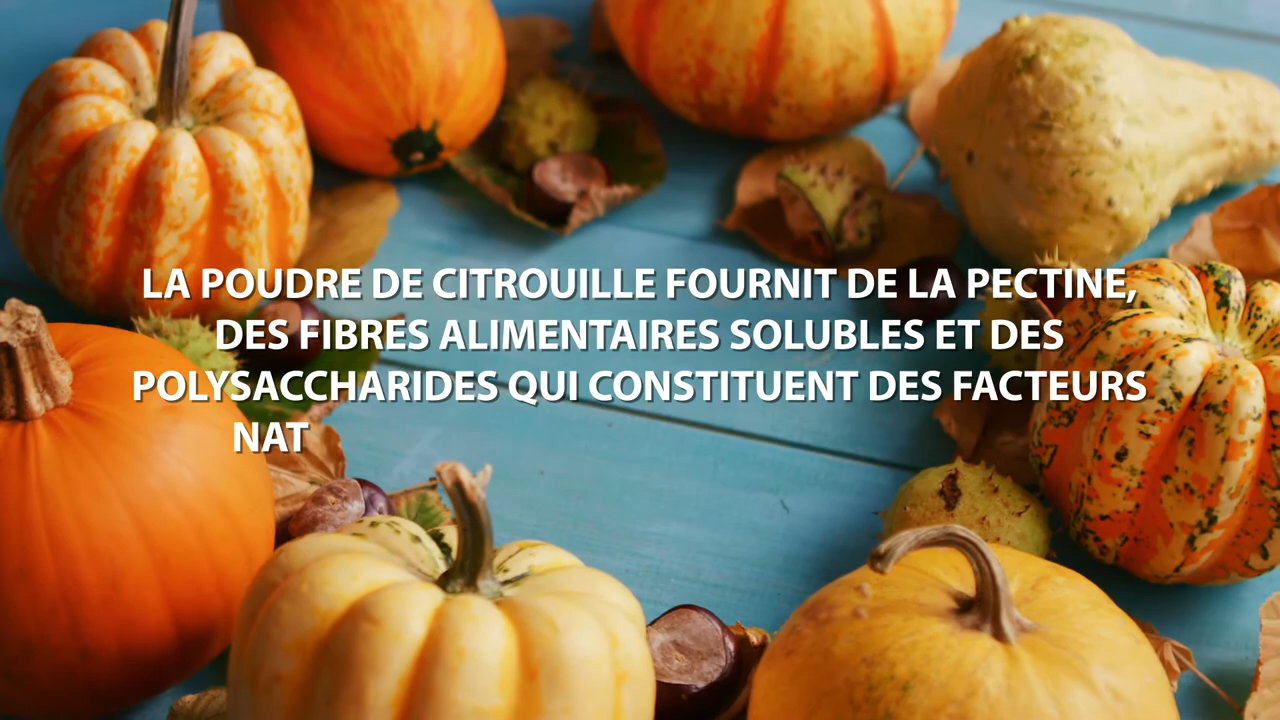 LA POUDRE DE CITROUILLE FOURNIT DE LA PECTINE,
DES FIBRES ALIMENTAIRES SOLUBLES ET DES
POLYSACCHARIDES QUI CONSTITUENT DES FACTEURS
NAT